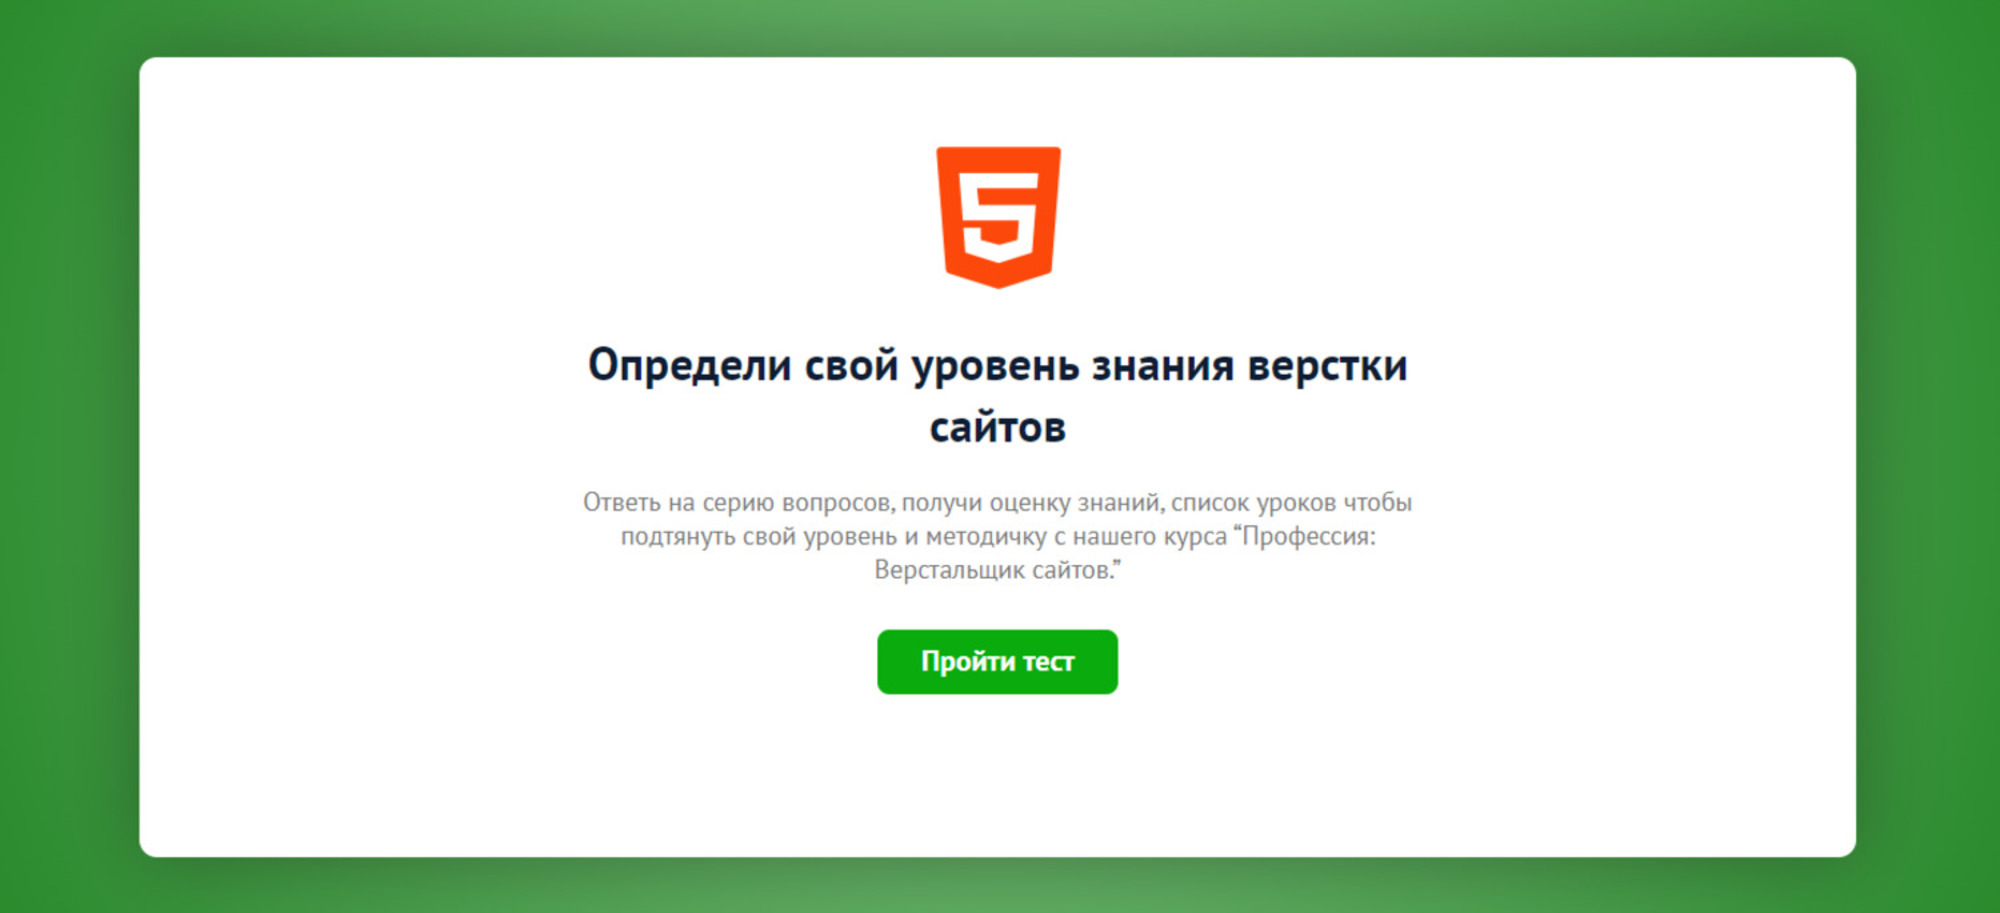 5
Определи свой уровень знания верстки
сайтов
Ответь на серию вопросов, получи оценку знаний, список уроков чтобы
подтянуть свой уровень и методичку с нашего курса “Профессия:
Верстальщик сайтов.”
Пройти тест